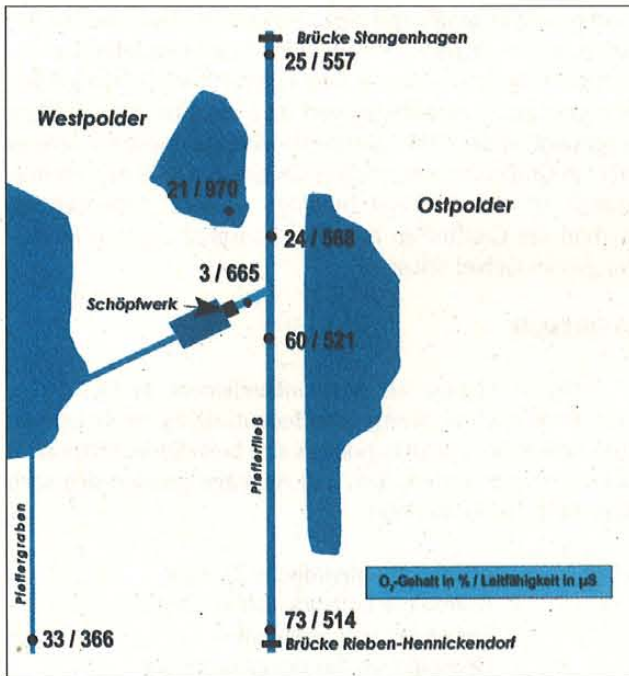 Brücke Stangenhagen
25 / 557
Westpolder
21 / 970
Ostpolder
24 / 568
3 / 665
Schöpfwerk
60 / 521
Pfefferfließ
Pfeffergraben
O₂-Gehalt in % / Leitfähigkeit in µS
73 / 514
33 / 366
Brücke Rieben-Hennickendorf